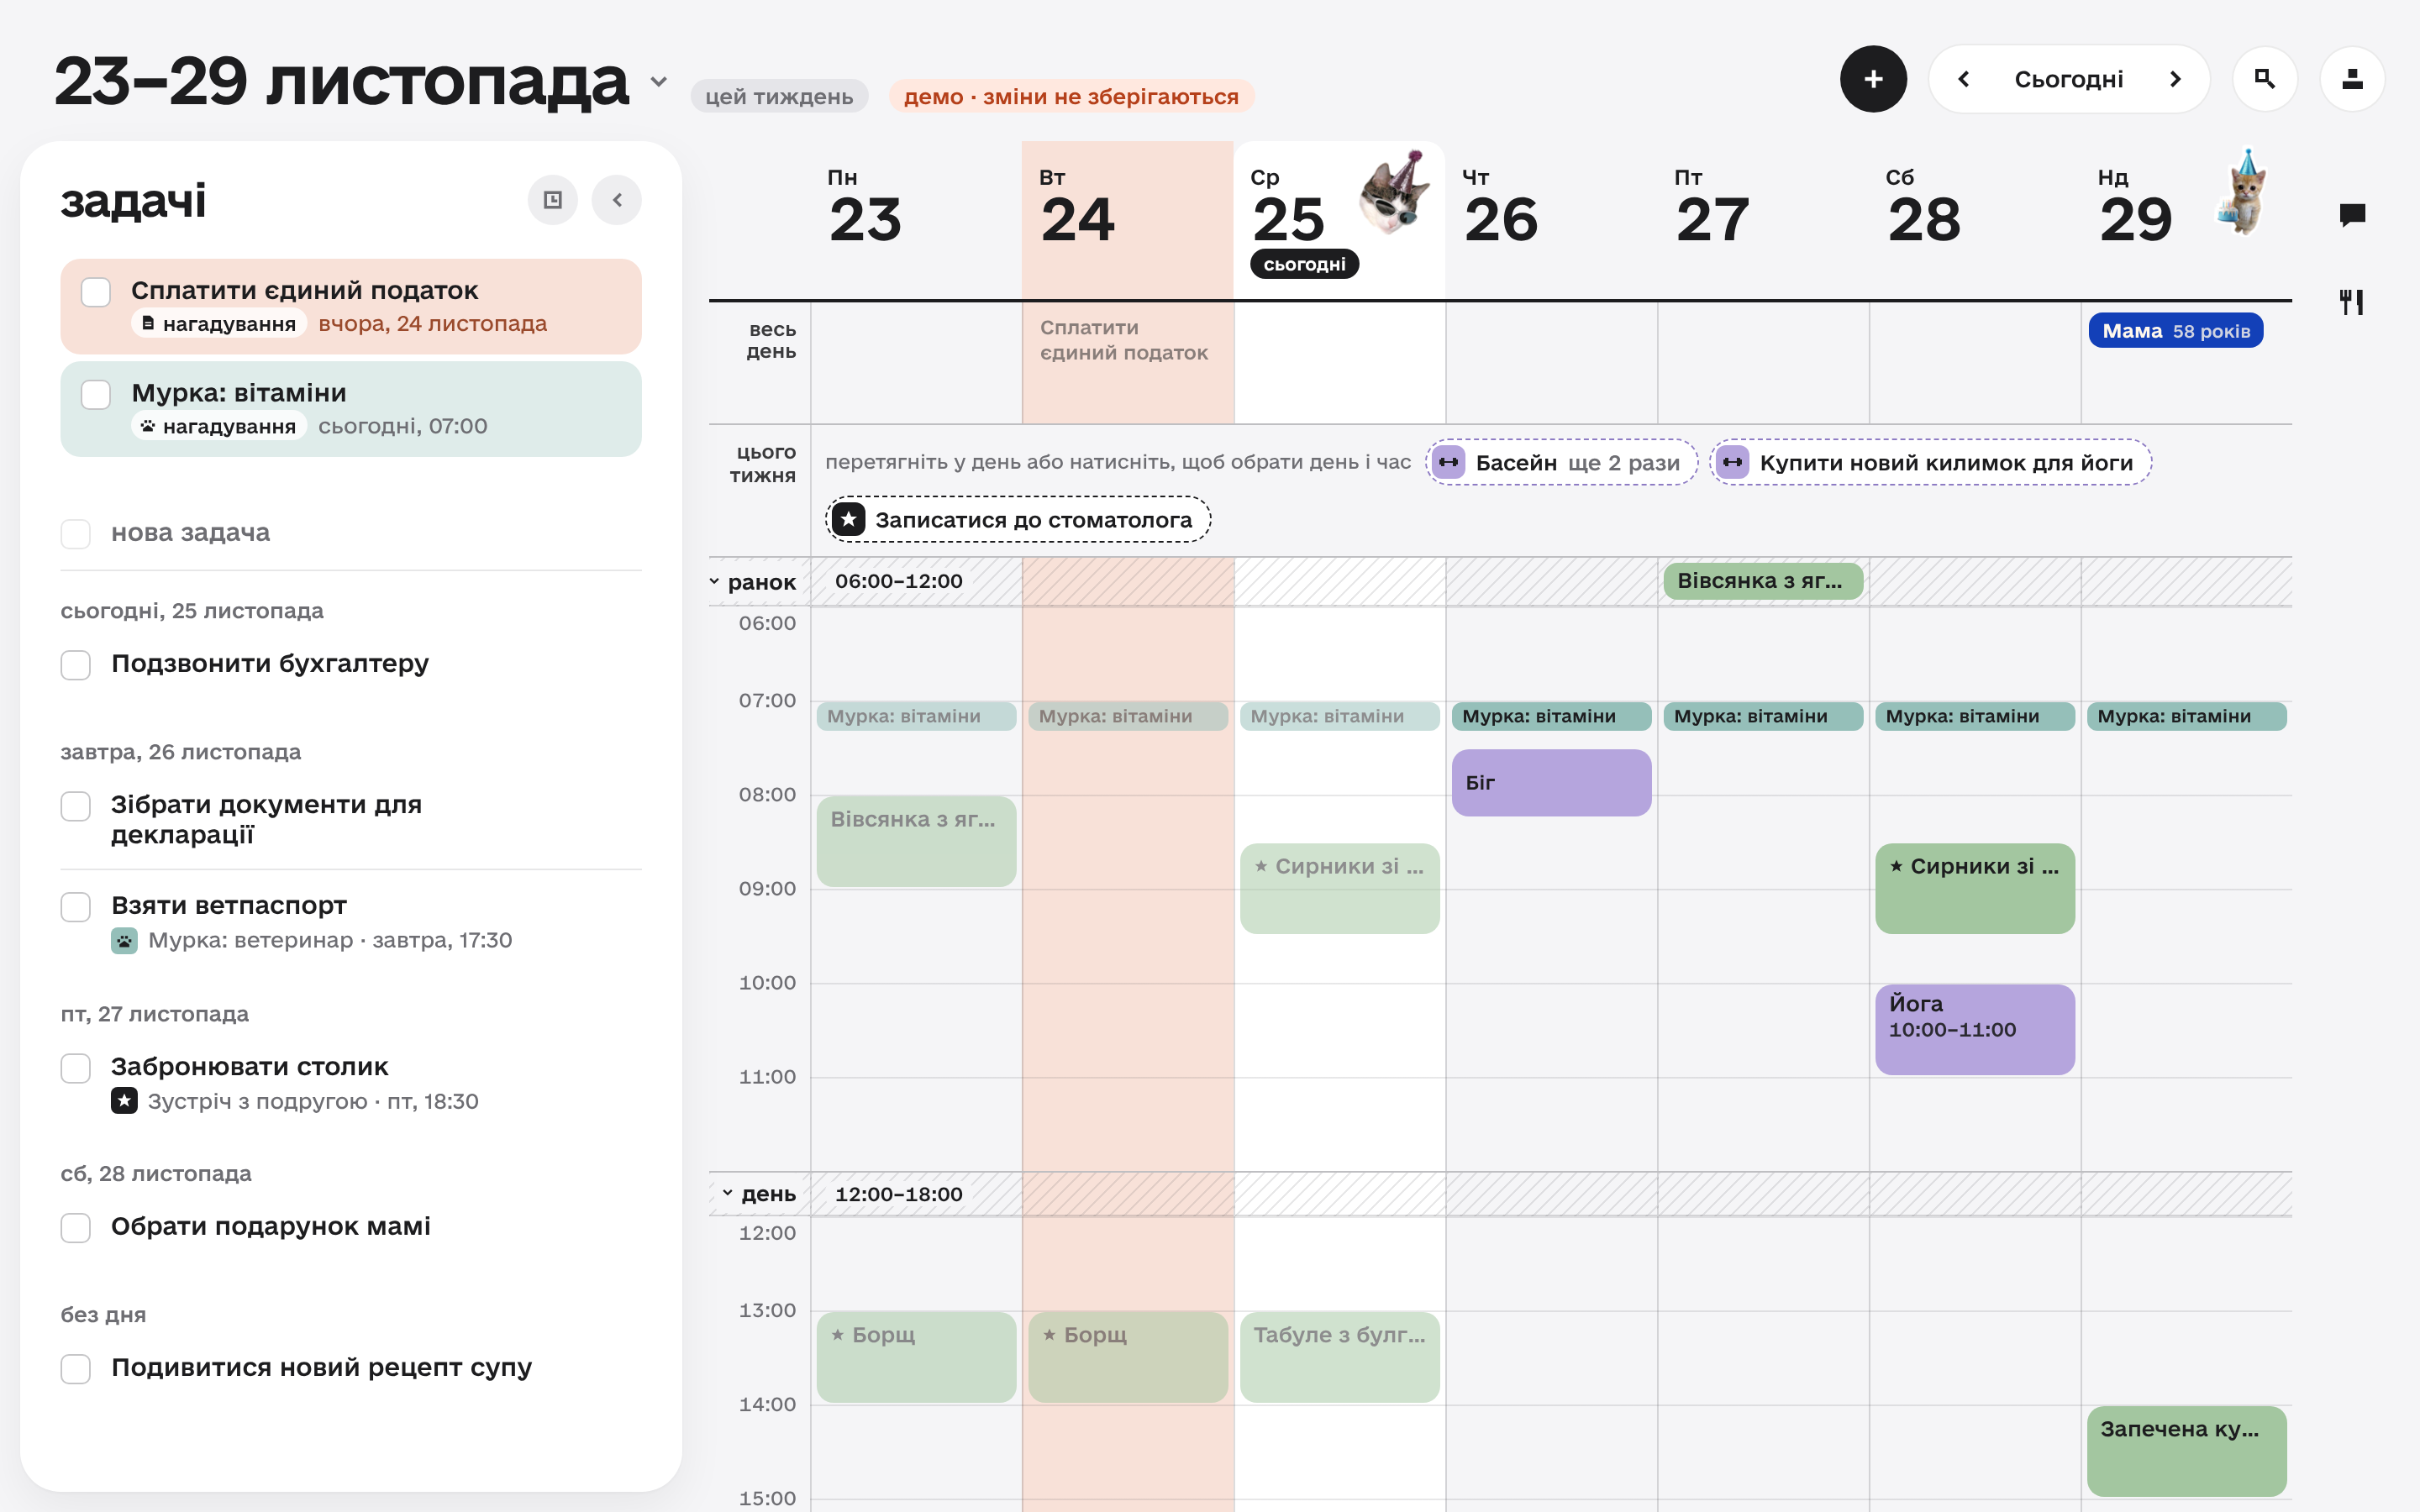 23–29 листопада
цей тиждень
демо · зміни не зберігаються
Сьогодні
задачі
Сплатити єдиний податок
нагадування вчора, 24 листопада
Мурка: вітаміни
нагадування сьогодні, 07:00
нова задача
сьогодні, 25 листопада
Подзвонити бухгалтеру
завтра, 26 листопада
Зібрати документи для
декларації
Взяти ветпаспорт
Мурка: ветеринар · завтра, 17:30
пт, 27 листопада
Забронювати столик
Зустріч з подругою · пт, 18:30
сб, 28 листопада
Обрати подарунок мамі
без дня
Подивитися новий рецепт супу
Пн Вт Ср Чт Пт Сб Нд
23 24 25 26 27 28 29
сьогодні
весь
день
Сплатити
єдиний податок
Мама 58 років
цього
тижня
перетягніть у день або натисніть, щоб обрати день і час
Басейн ще 2 рази
Купити новий килимок для йоги
Записатися до стоматолога
ранок 06:00–12:00 Вівсянка з яг...
06:00
07:00
Мурка: вітаміни Мурка: вітаміни Мурка: вітаміни Мурка: вітаміни Мурка: вітаміни Мурка: вітаміни Мурка: вітаміни
Біг
08:00
Вівсянка з яг...
Сирники зі ... Сирники зі ...
09:00
10:00
Йога
10:00–11:00
11:00
день 12:00–18:00
12:00
13:00
Борщ Борщ Табуле з булг...
14:00
Запечена ку...
15:00